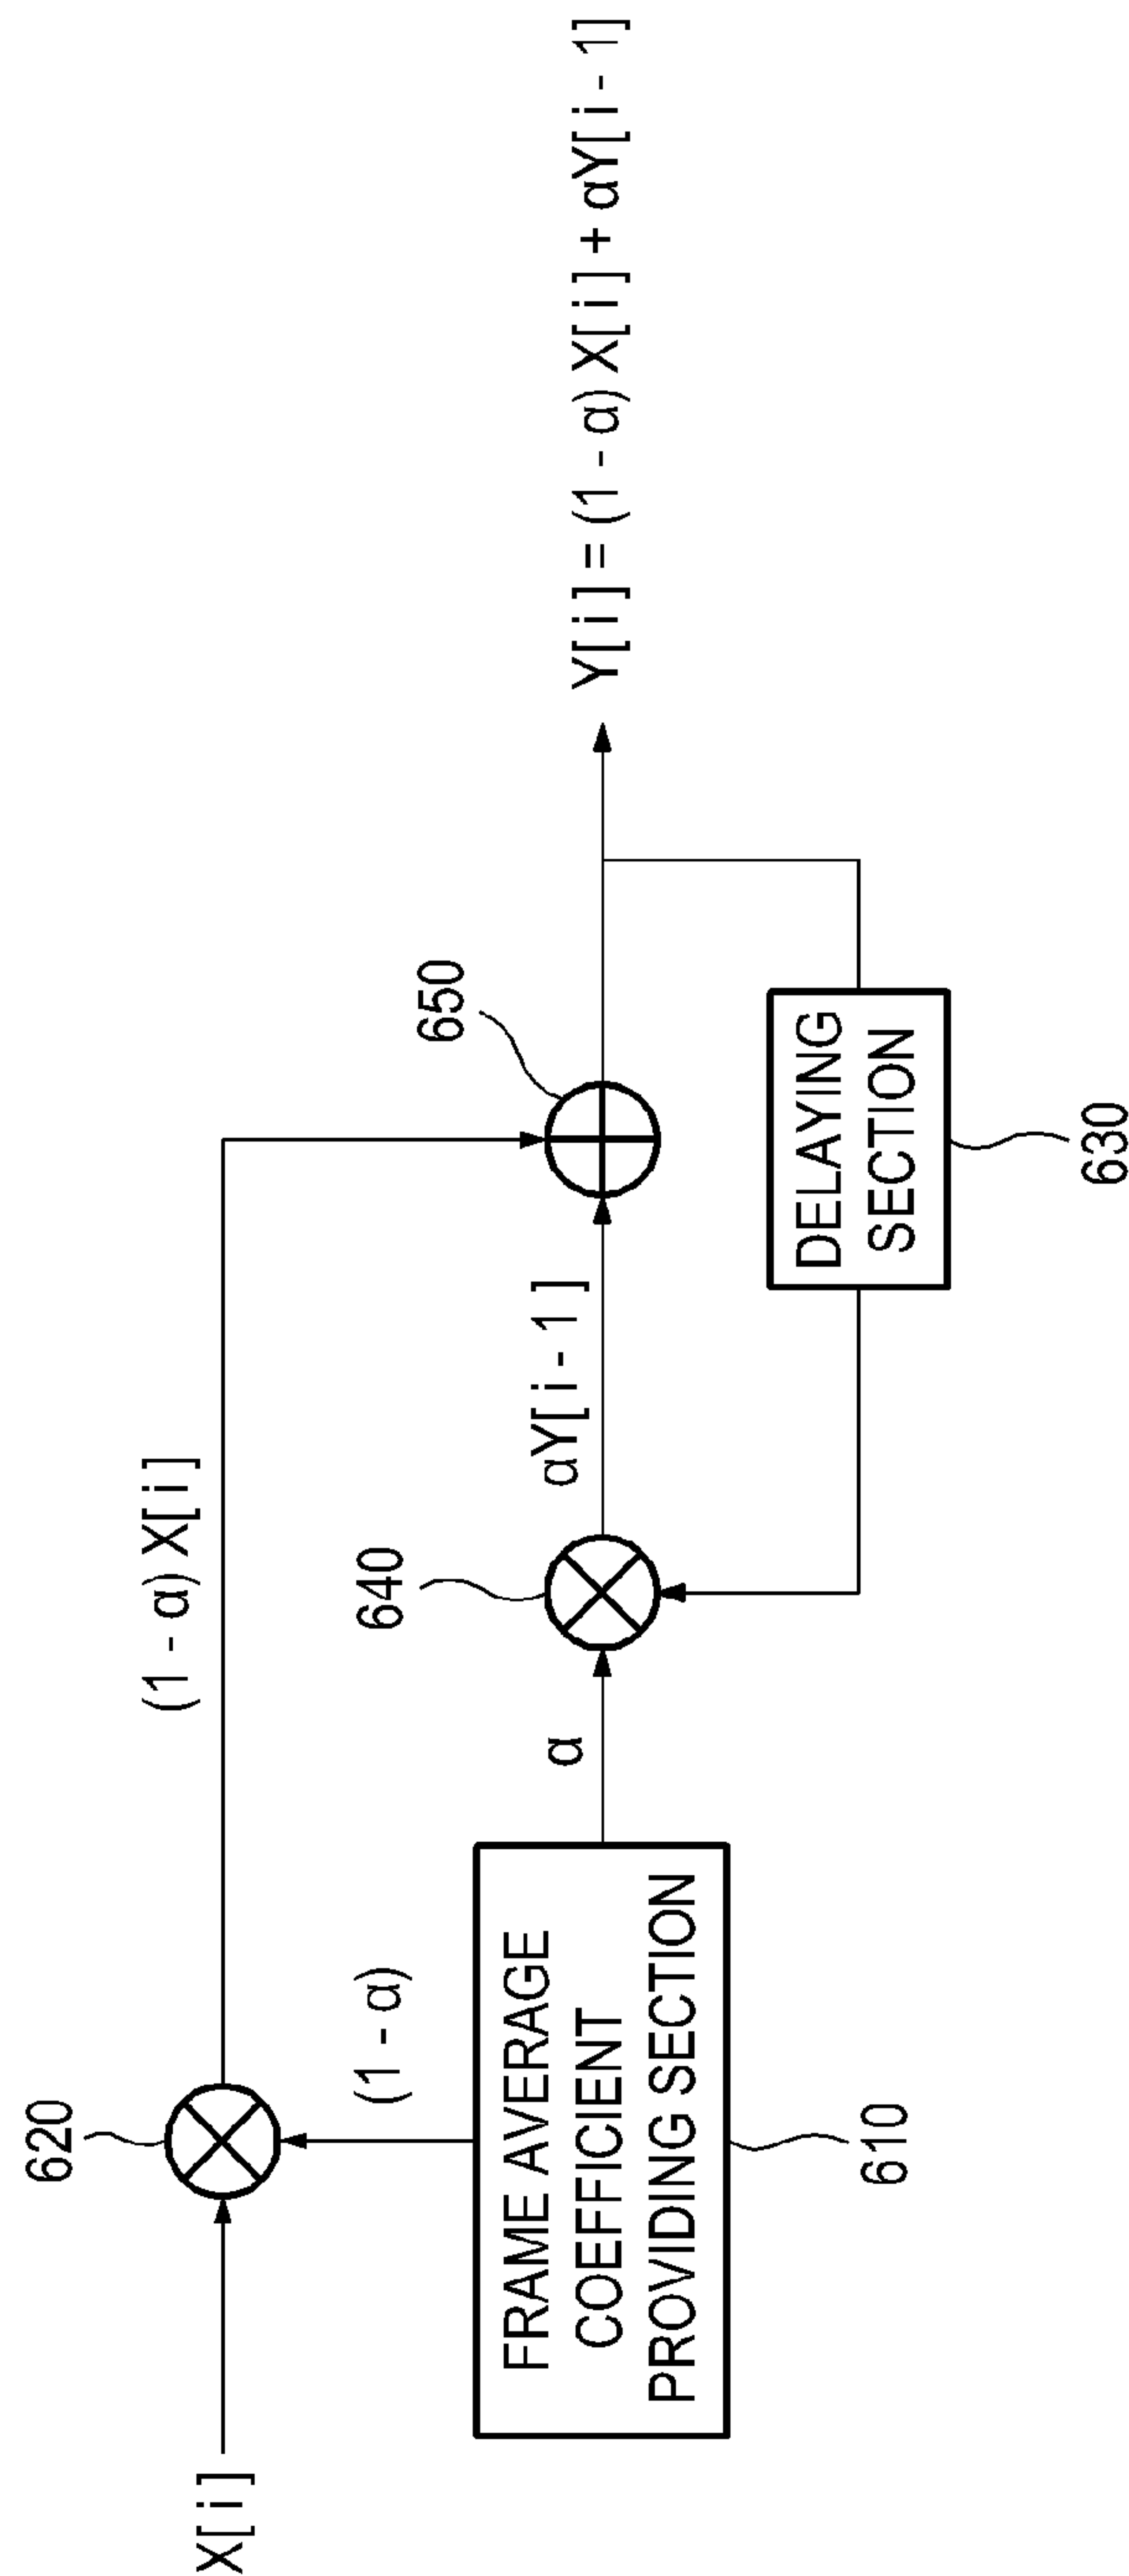 X[ i ]
620
(1 - α) X[ i ]
(1 - α)
FRAME AVERAGE
COEFFICIENT
PROVIDING SECTION
610
α
640
αY[ i - 1 ]
650
DELAYING
SECTION
630
Y[ i ] = (1 - α) X[ i ] + αY[ i - 1]